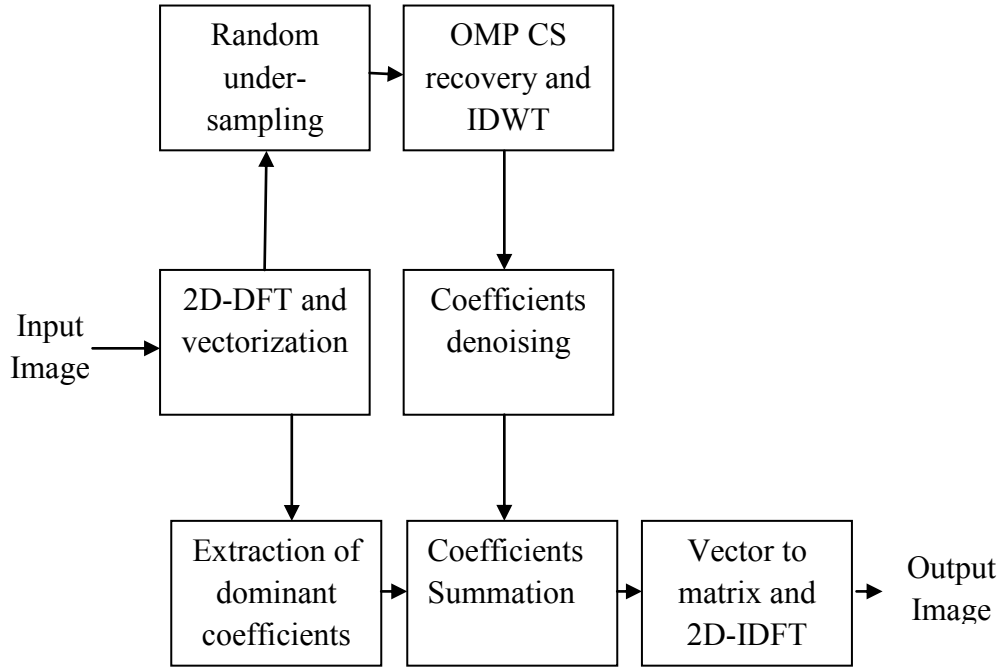 Random
under-
sampling
OMP CS
recovery and
IDWT
Input
Image
2D-DFT and
vectorization
Coefficients
denoising
Extraction of
dominant
coefficients
Coefficients
Summation
Vector to
matrix and
2D-IDFT
Output
Image